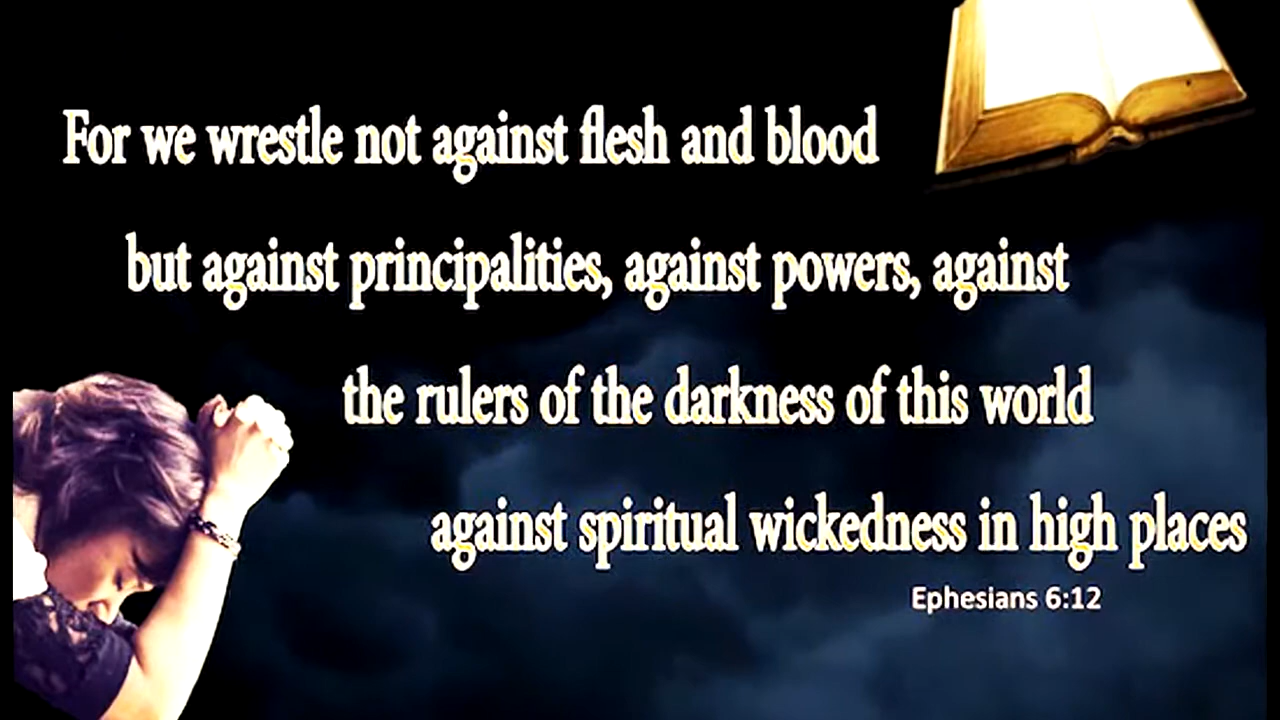 For we wrestle not against flesh and blood
but against principalities, against powers, against
the rulers of the darkness of this world
against spiritual wickedness in high places
Ephesians 6:12